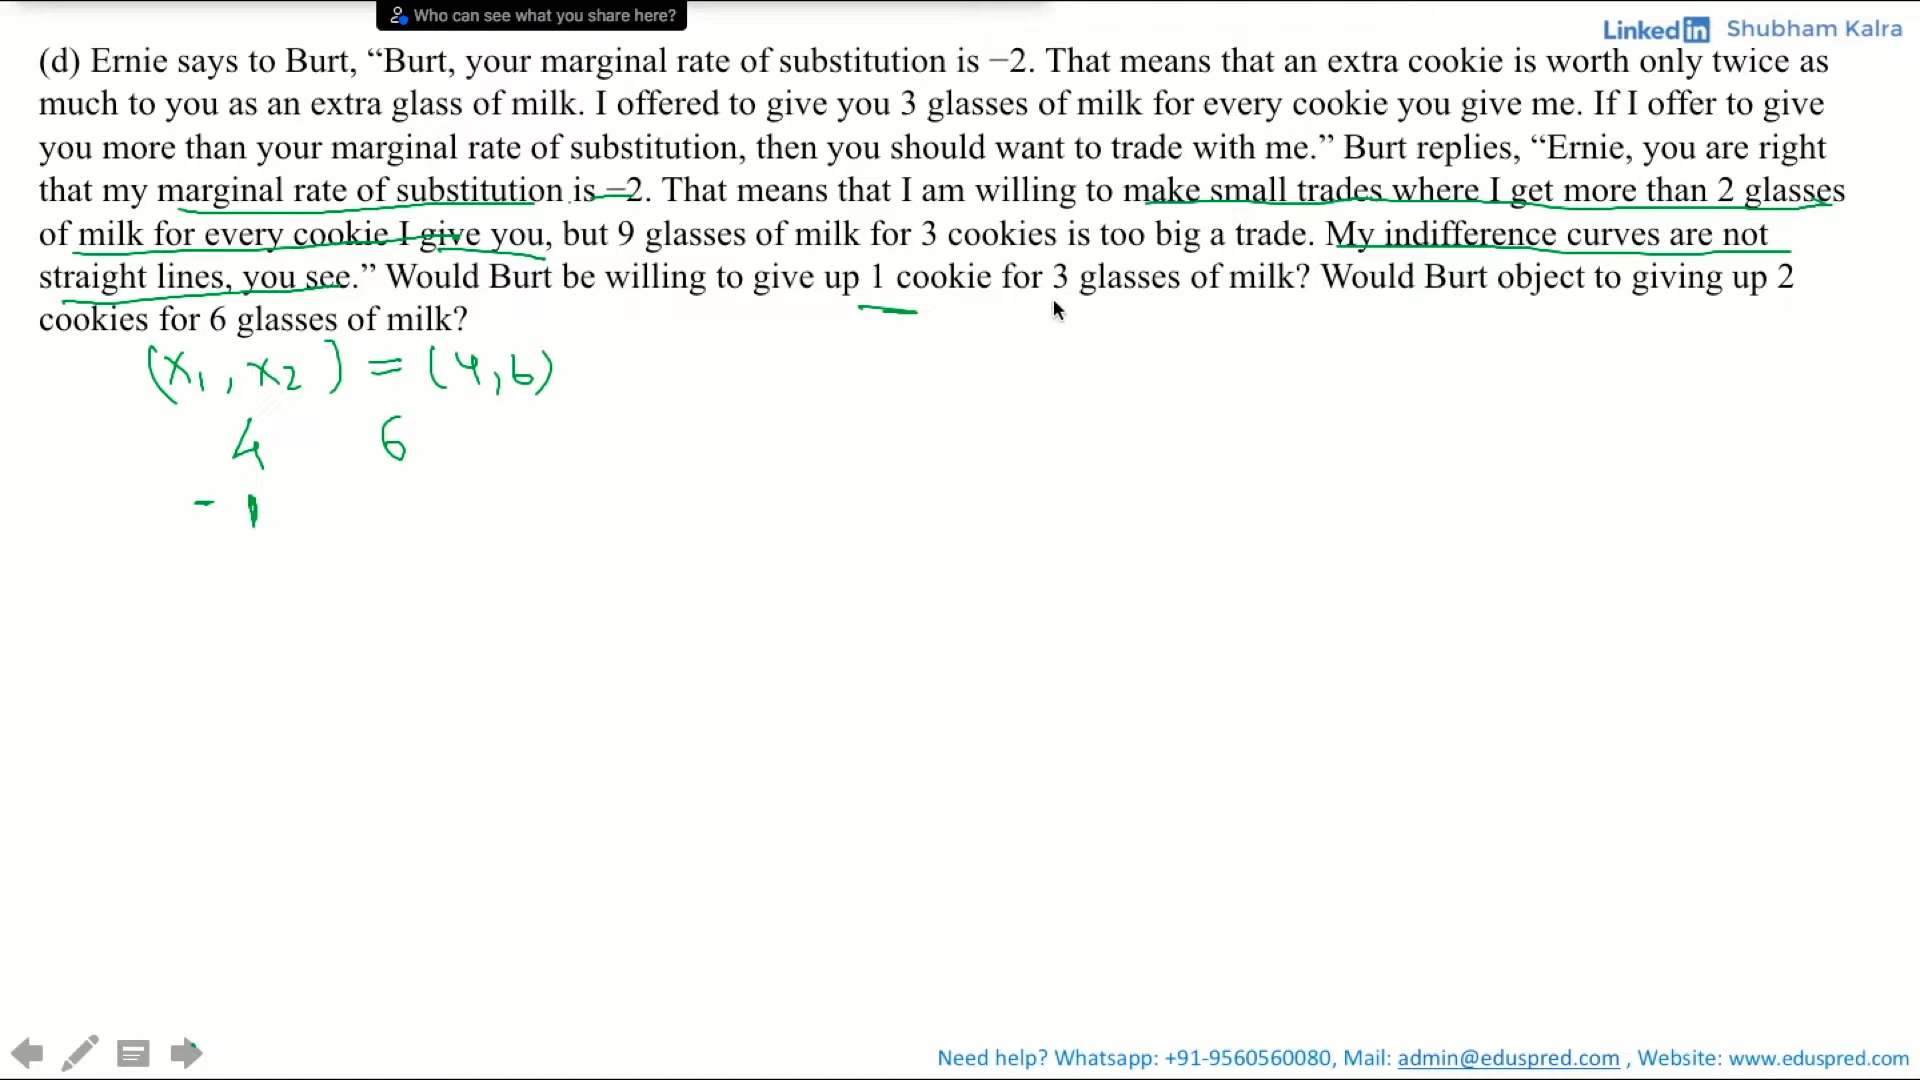 Who can see what you share here?
Linked in Shubham Kalra
(d) Ernie says to Burt, “Burt, your marginal rate of substitution is −2. That means that an extra cookie is worth only twice as
much to you as an extra glass of milk. I offered to give you 3 glasses of milk for every cookie you give me. If I offer to give
you more than your marginal rate of substitution, then you should want to trade with me.” Burt replies, “Ernie, you are right
that my marginal rate of substitution is −2. That means that I am willing to make small trades where I get more than 2 glasses
of milk for every cookie I give you, but 9 glasses of milk for 3 cookies is too big a trade. My indifference curves are not
straight lines, you see.” Would Burt be willing to give up 1 cookie for 3 glasses of milk? Would Burt object to giving up 2
cookies for 6 glasses of milk?
(x₁, x₂) = (4,6)
4 6
- 1
Need help? Whatsapp: +91-9560560080, Mail: admin@eduspred.com , Website: www.eduspred.com